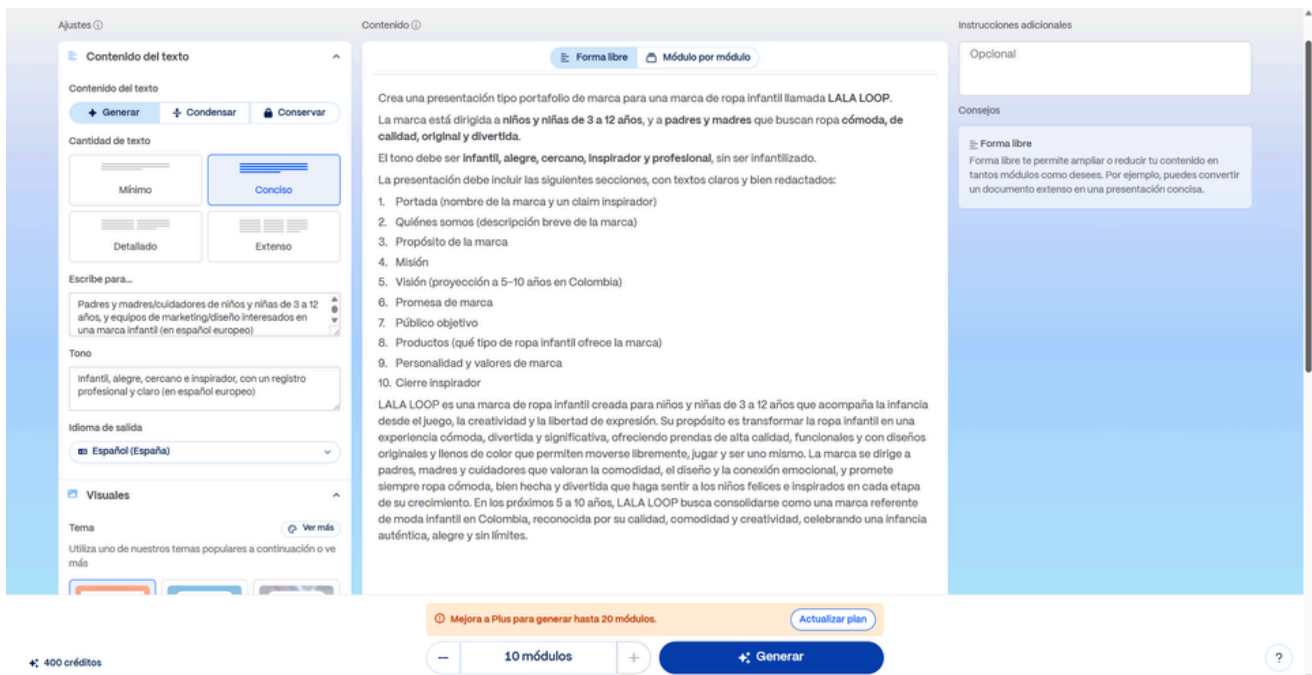 Ajustes
Contenido del texto
Contenido del texto
Generar
Condensar
Conservar
Cantidad de texto
Mínimo
Conciso
Detallado
Extenso
Escribe para...
Padres y madres/cuidadores de niños y niñas de 3 a 12
años, y equipos de marketing/diseño interesados en
una marca infantil (en español europeo)
Tono
Infantil, alegre, cercano e inspirador, con un registro
profesional y claro (en español europeo)
Idioma de salida
Español (España)
Visuales
Tema
Ver más
Utiliza uno de nuestros temas populares a continuación o ve
más
400 créditos
Contenido
Forma libre
Módulo por módulo
Crea una presentación tipo portafolio de marca para una marca de ropa infantil llamada LALA LOOP.
La marca está dirigida a niños y niñas de 3 a 12 años, y a padres y madres que buscan ropa cómoda, de
calidad, original y divertida.
El tono debe ser infantil, alegre, cercano, inspirador y profesional, sin ser infantilizado.
La presentación debe incluir las siguientes secciones, con textos claros y bien redactados:
1. Portada (nombre de la marca y un claim inspirador)
2. Quiénes somos (descripción breve de la marca)
3. Propósito de la marca
4. Misión
5. Visión (proyección a 5–10 años en Colombia)
6. Promesa de marca
7. Público objetivo
8. Productos (qué tipo de ropa infantil ofrece la marca)
9. Personalidad y valores de marca
10. Cierre inspirador
LALA LOOP es una marca de ropa infantil creada para niños y niñas de 3 a 12 años que acompaña la infancia
desde el juego, la creatividad y la libertad de expresión. Su propósito es transformar la ropa infantil en una
experiencia cómoda, divertida y significativa, ofreciendo prendas de alta calidad, funcionales y con diseños
originales y llenos de color que permiten moverse libremente, jugar y ser uno mismo. La marca se dirige a
padres, madres y cuidadores que valoran la comodidad, el diseño y la conexión emocional, y promete
siempre ropa cómoda, bien hecha y divertida que haga sentir a los niños felices e inspirados en cada etapa
de su crecimiento. En los próximos 5 a 10 años, LALA LOOP busca consolidarse como una marca referente
de moda infantil en Colombia, reconocida por su calidad, comodidad y creatividad, celebrando una infancia
auténtica, alegre y sin límites.
Mejora a Plus para generar hasta 20 módulos.
Actualizar plan
10 módulos
Generar
Instrucciones adicionales
Opcional
Consejos
Forma libre
Forma libre te permite ampliar o reducir tu contenido en
tantos módulos como desees. Por ejemplo, puedes convertir
un documento extenso en una presentación concisa.
?